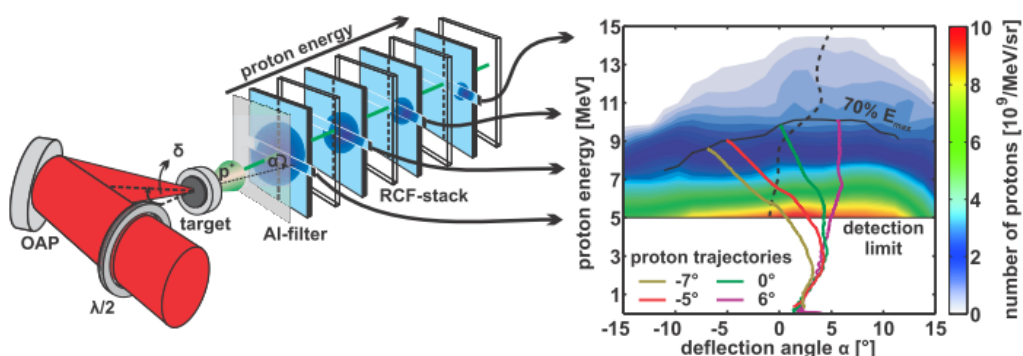 proton energy
δ
p⁺
α
target
OAP
Al-filter
RCF-stack
λ/2
proton energy [MeV]
15
13
11
9
7
5
3
1
70% Emax
detection
limit
proton trajectories
-7°
0°
-5°
6°
-15
-10
-5
0
5
10
15
deflection angle α [°]
10
8
6
4
2
0
number of protons [10⁹/MeV/sr]